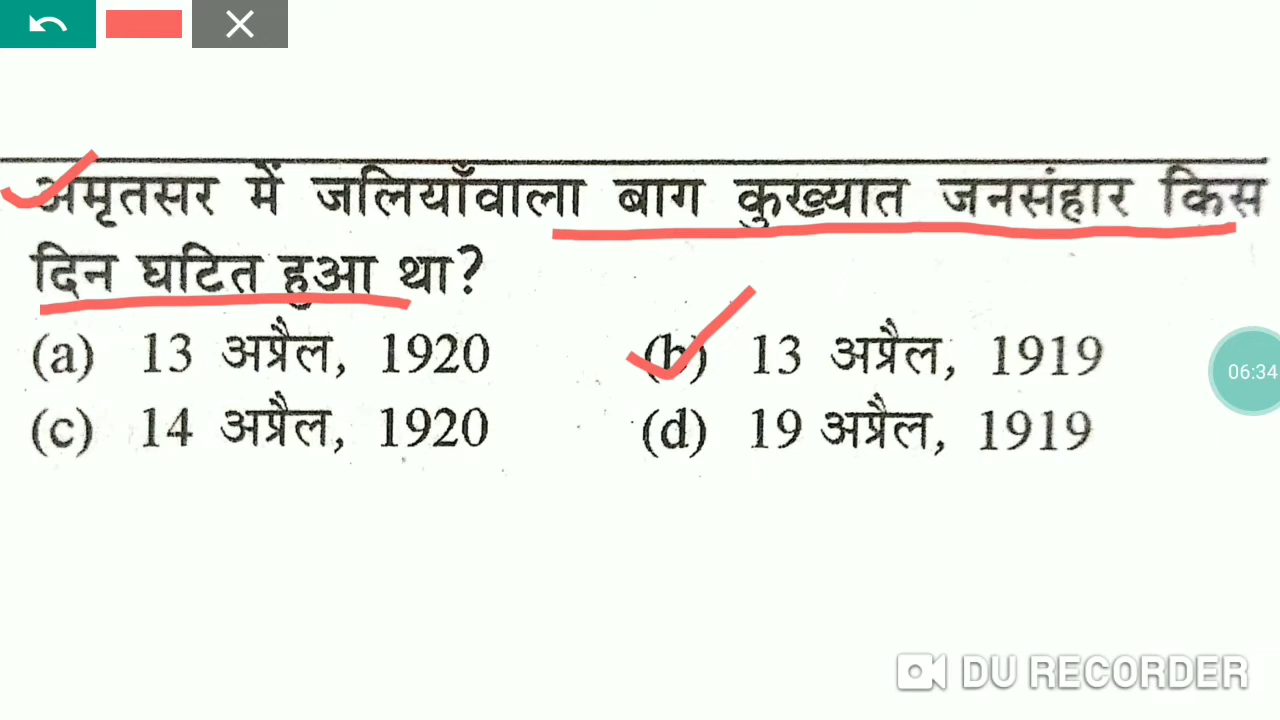 अमृतसर में जलियाँवाला बाग कुख्यात जनसंहार किस
दिन घटित हुआ था?
(a) 13 अप्रैल, 1920 (b) 13 अप्रैल, 1919
06:34
(c) 14 अप्रैल, 1920 (d) 19 अप्रैल, 1919
DU RECORDER